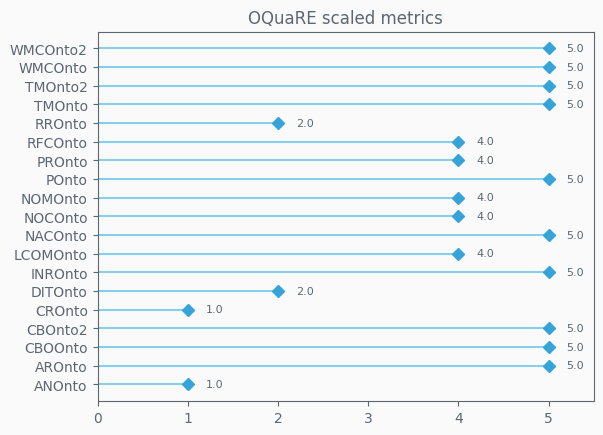 OQuaRE scaled metrics
WMCOnto2 5.0
WMCOnto 5.0
TMOnto2 5.0
TMOnto 5.0
RROnto 2.0
RFCOnto 4.0
PROnto 4.0
POnto 5.0
NOMOnto 4.0
NOCOnto 4.0
NACOnto 5.0
LCOMOnto 4.0
INROnto 5.0
DITOnto 2.0
CROnto 1.0
CBOnto2 5.0
CBOOnto 5.0
AROnto 5.0
ANOnto 1.0
0 1 2 3 4 5